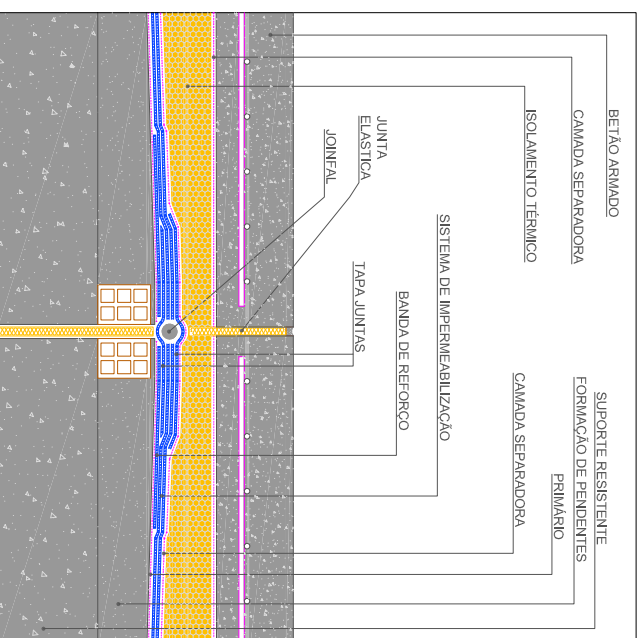 BETÃO ARMADO
CAMADA SEPARADORA
ISOLAMENTO TÉRMICO
JUNTA
ELASTICA
JOINFAL
SISTEMA DE IMPERMEABILIZAÇÃO
TAPA JUNTAS
BANDA DE REFORÇO
SUPORTE RESISTENTE
FORMAÇÃO DE PENDENTES
PRIMÁRIO
CAMADA SEPARADORA